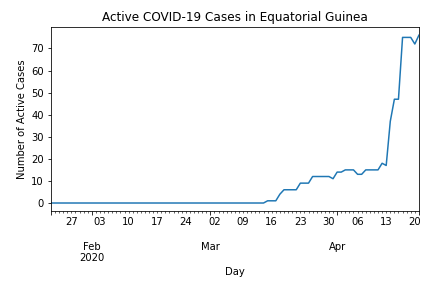 Active COVID-19 Cases in Equatorial Guinea
Number of Active Cases
70
60
50
40
30
20
10
0
27 03 10 17 24 02 09 16 23 30 06 13 20
Feb Mar Apr
2020
Day